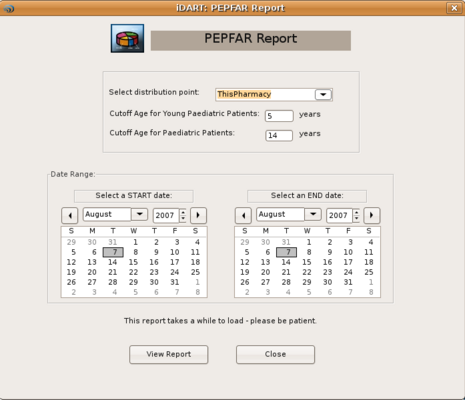 iDART: PEPFAR Report
PEPFAR Report
Select distribution point: ThisPharmacy
Cutoff Age for Young Paediatric Patients: 5 years
Cutoff Age for Paediatric Patients: 14 years
Date Range:
Select a START date: Select an END date:
August 2007 August 2007
S M T W T F S S M T W T F S
29 30 31 1 2 3 4 29 30 31 1 2 3 4
5 6 7 8 9 10 11 5 6 7 8 9 10 11
12 13 14 15 16 17 18 12 13 14 15 16 17 18
19 20 21 22 23 24 25 19 20 21 22 23 24 25
26 27 28 29 30 31 1 26 27 28 29 30 31 1
2 3 4 5 6 7 8 2 3 4 5 6 7 8
This report takes a while to load - please be patient.
View Report Close